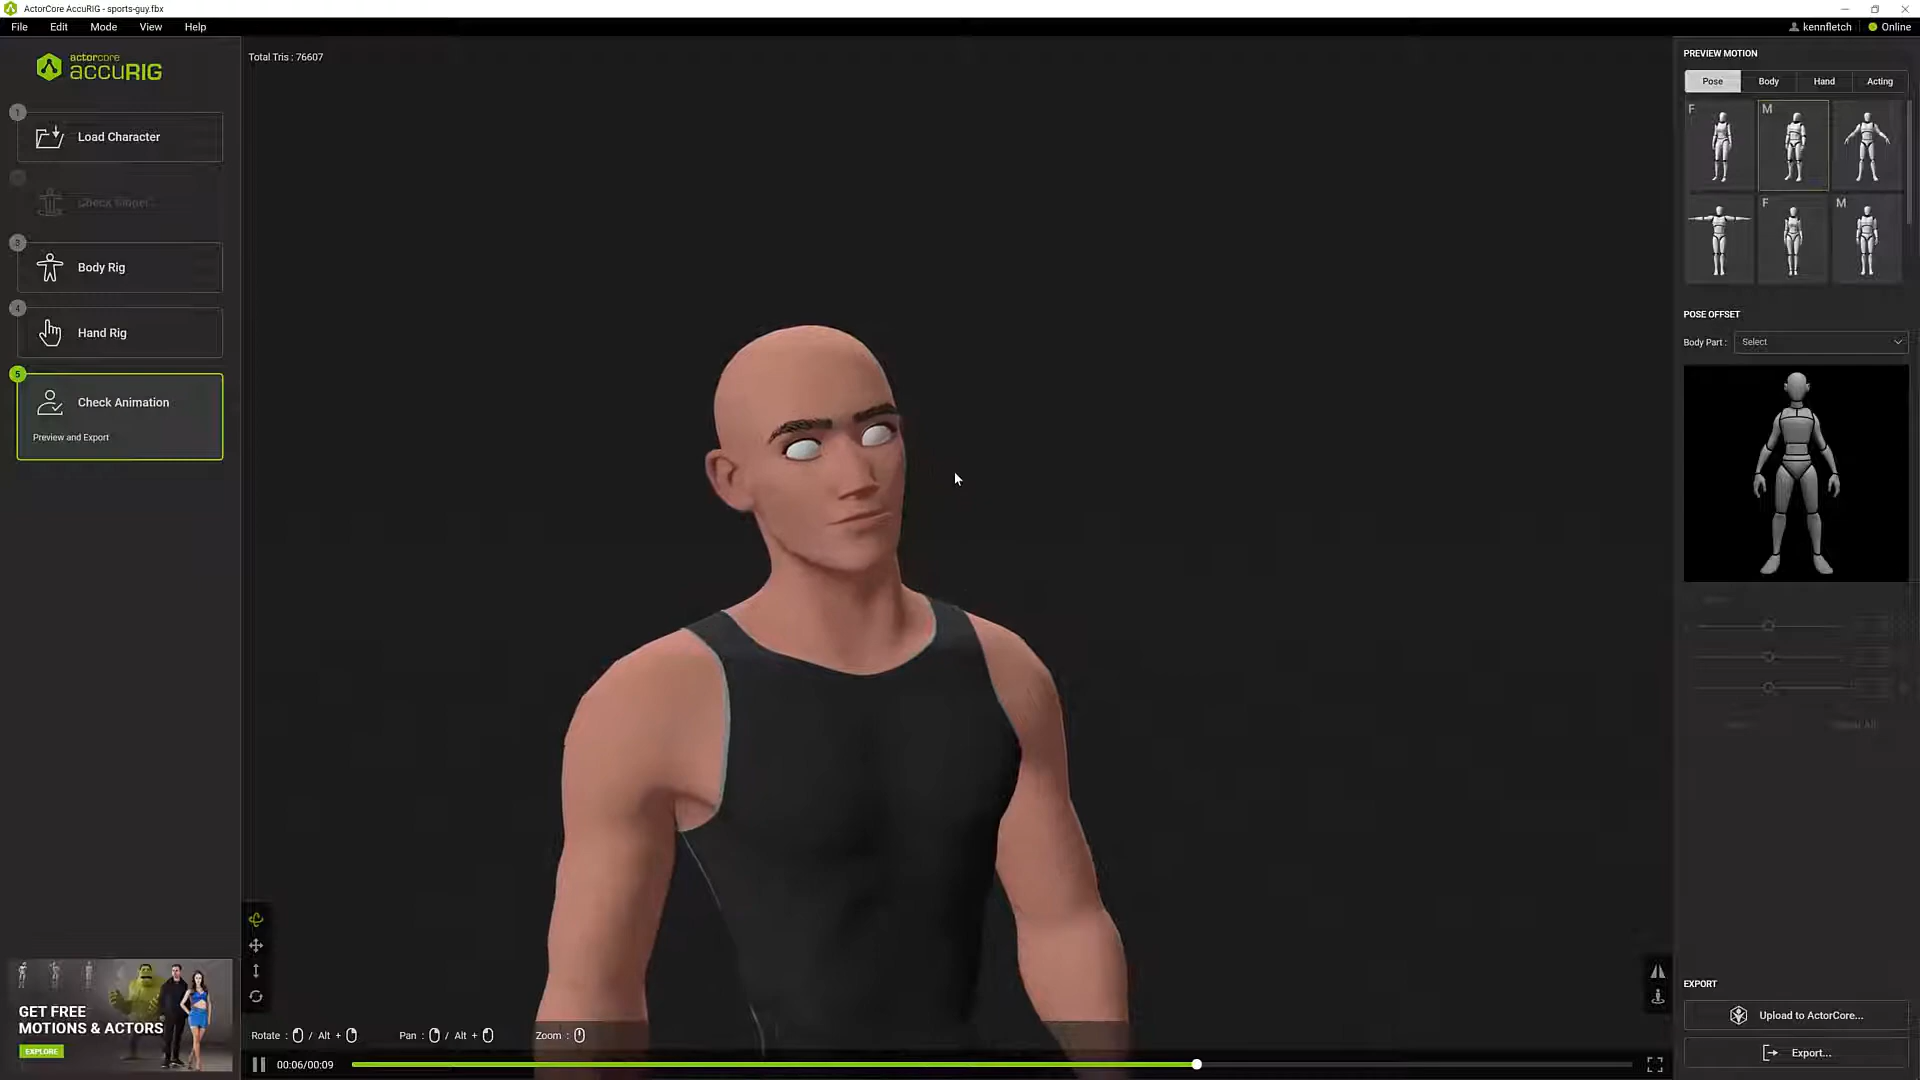 ActorCore AccuRIG - sports-guy.fbx
File Edit Mode View Help
kennfletch Online
actorcore
accuRIG
Total Tris : 76607
1
Load Character
3
Body Rig
4
Hand Rig
5
Check Animation
Preview and Export
GET FREE
MOTIONS & ACTORS
EXPLORE
Rotate : / Alt + Pan : / Alt + Zoom :
00:06/00:09
PREVIEW MOTION
Pose Body Hand Acting
F M
F M
POSE OFFSET
Body Part : Select
EXPORT
Upload to ActorCore...
Export...